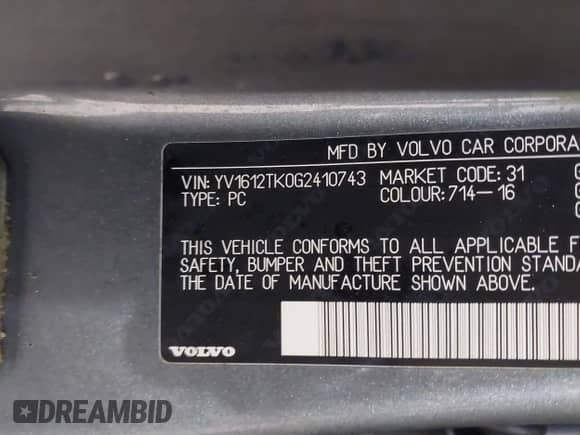 MFD BY VOLVO CAR CORPORA
VIN: YV1612TK0G2410743 MARKET CODE: 31
TYPE: PC COLOUR: 714-16
THIS VEHICLE CONFORMS TO ALL APPLICABLE F
SAFETY, BUMPER AND THEFT PREVENTION STANDA
THE DATE OF MANUFACTURE SHOWN ABOVE.
VOLVO
DREAMBID